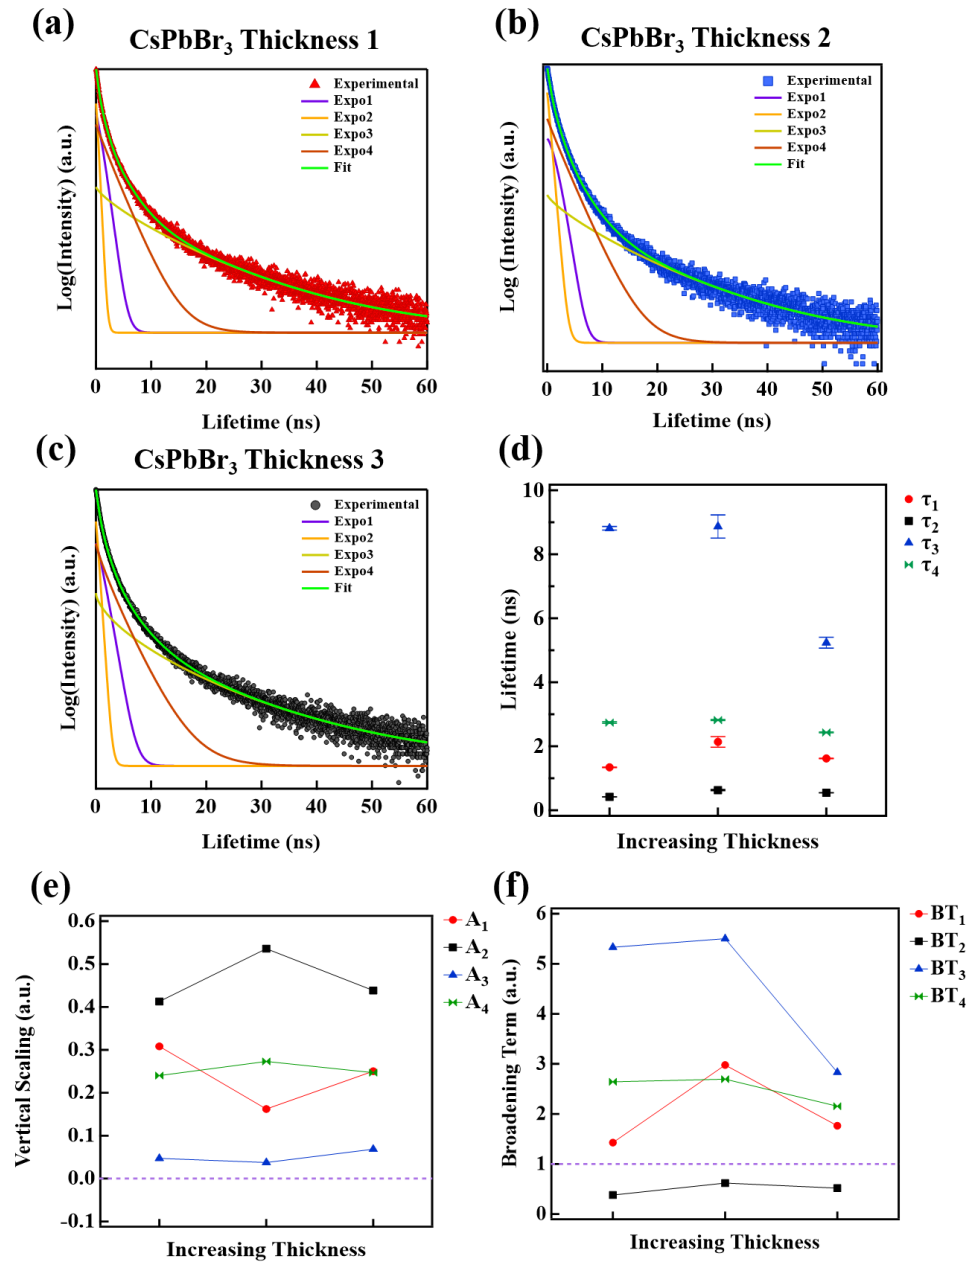 (a)
CsPbBr₃ Thickness 1
Experimental
Expo1
Expo2
Expo3
Expo4
Fit
Log(Intensity) (a.u.)
0 10 20 30 40 50 60
Lifetime (ns)
(b)
CsPbBr₃ Thickness 2
Experimental
Expo1
Expo2
Expo3
Expo4
Fit
Log (Intensity) (a.u.)
0 10 20 30 40 50 60
Lifetime (ns)
(c)
CsPbBr₃ Thickness 3
Experimental
Expo1
Expo2
Expo3
Expo4
Fit
Log(Intensity) (a.u.)
0 10 20 30 40 50 60
Lifetime (ns)
(d)
10
8
6
4
2
0
Lifetime (ns)
Increasing Thickness
τ₁
τ₂
τ₃
τ₄
(e)
0.6
0.5
0.4
0.3
0.2
0.1
0.0
-0.1
Vertical Scaling (a.u.)
Increasing Thickness
A₁
A₂
A₃
A₄
(f)
6
5
4
3
2
1
0
Broadening Term (a.u.)
Increasing Thickness
BT₁
BT₂
BT₃
BT₄